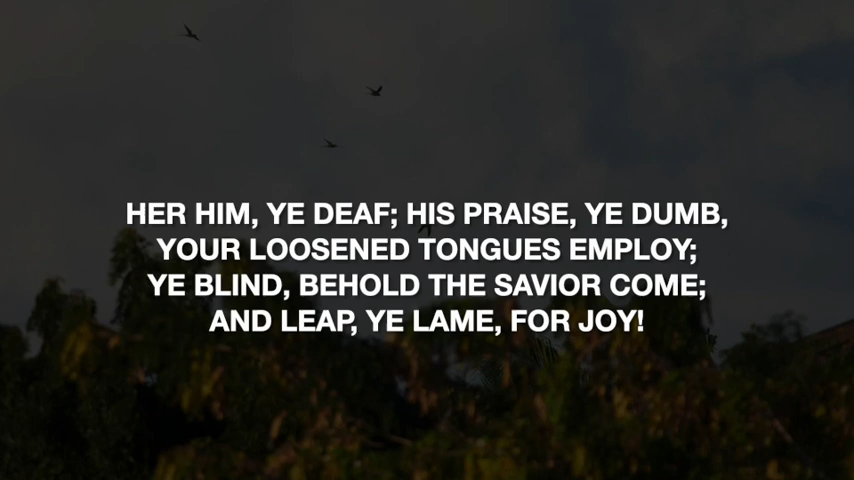 HER HIM, YE DEAF; HIS PRAISE, YE DUMB,
YOUR LOOSENED TONGUES EMPLOY;
YE BLIND, BEHOLD THE SAVIOR COME;
AND LEAP, YE LAME, FOR JOY!